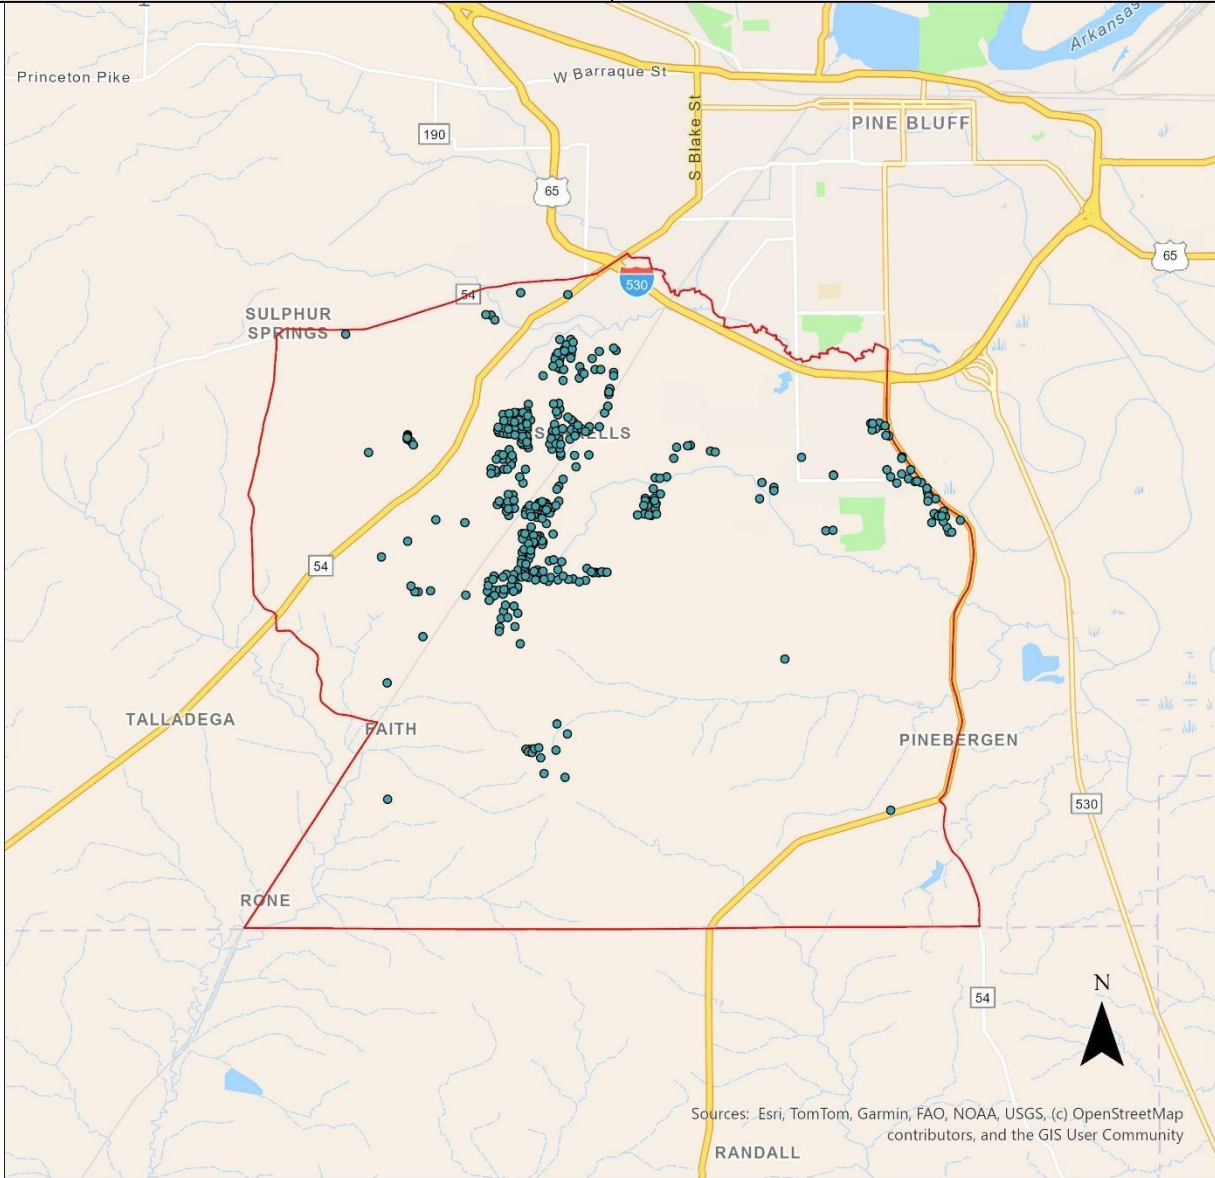 Arkansas
Princeton Pike
W Barraque St
S Blake St
PINE BLUFF
190
65
65
530
54
SULPHUR
SPRINGS
54
TALLADEGA
FAITH
PINEBERGEN
530
RONE
54
N
Sources: Esri, TomTom, Garmin, FAO, NOAA, USGS, (c) OpenStreetMap
contributors, and the GIS User Community
RANDALL